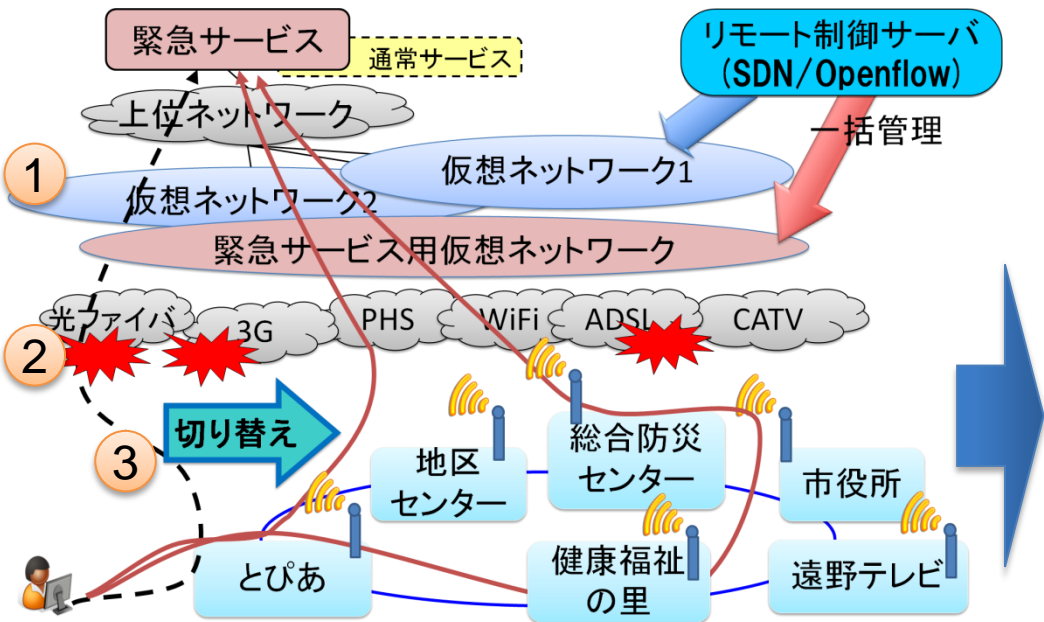 緊急サービス
通常サービス
リモート制御サーバ
(SDN/Openflow)
上位ネットワーク
一括管理
1
仮想ネットワーク1
仮想ネットワーク2
緊急サービス用仮想ネットワーク
光ファイバ
3G
PHS
WiFi
ADSL
CATV
2
切り替え
3
地区
センター
総合防災
センター
市役所
とぴあ
健康福祉
の里
遠野テレビ